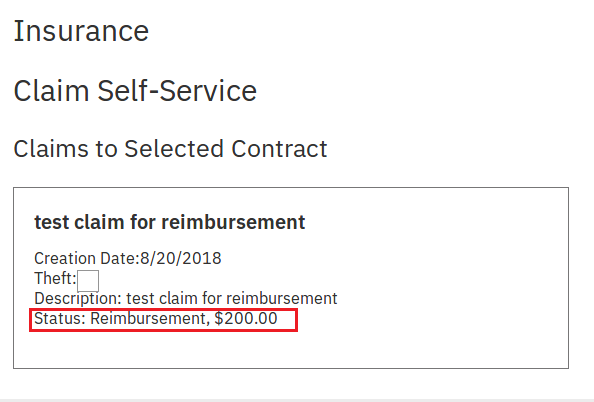 Insurance
Claim Self-Service
Claims to Selected Contract
test claim for reimbursement
Creation Date:8/20/2018
Theft:
Description: test claim for reimbursement
Status: Reimbursement, $200.00